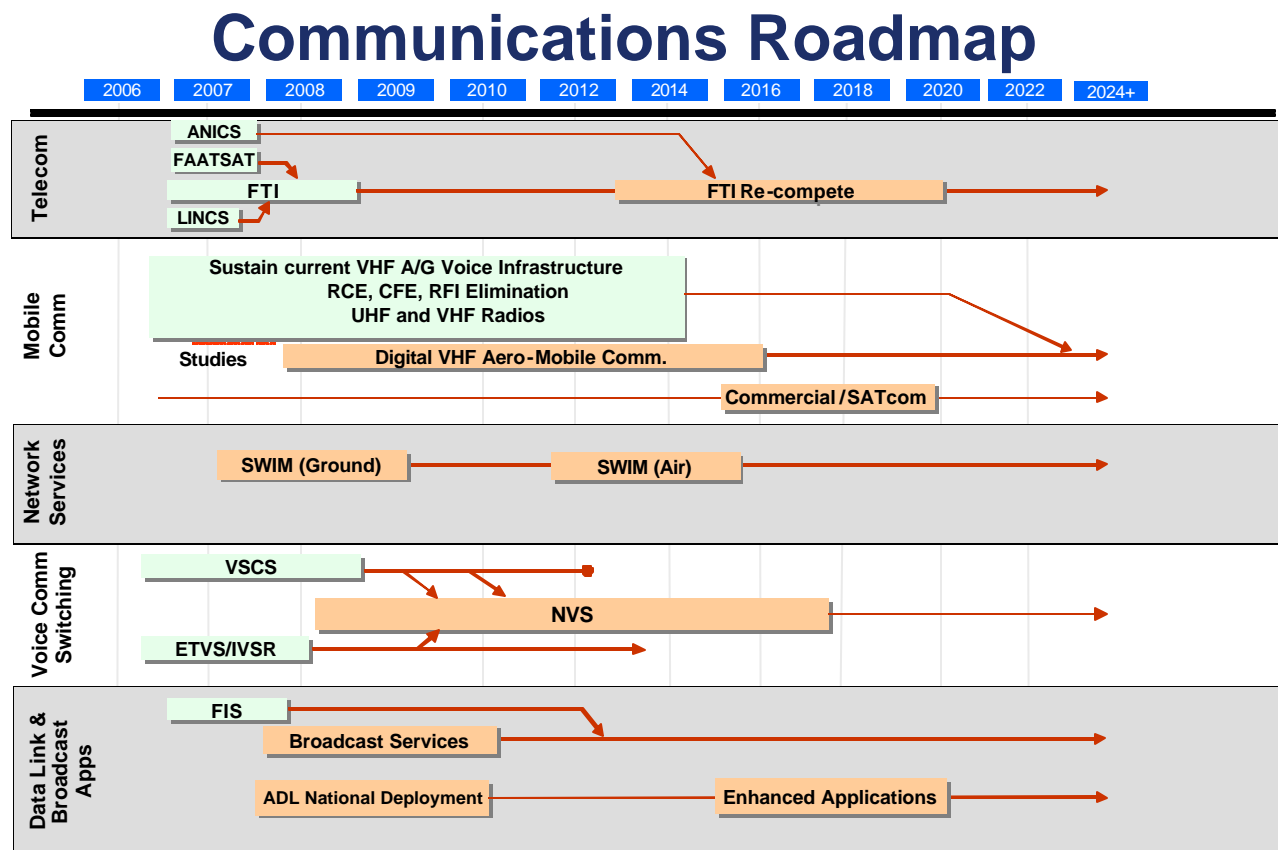 Communications Roadmap
2006 2007 2008 2009 2010 2012 2014 2016 2018 2020 2022 2024+
Telecom
ANICS
FAATSAT
FTI
FTI Re-compete
LINCS
Mobile
Comm
Sustain current VHF A/G Voice Infrastructure
RCE, CFE, RFI Elimination
UHF and VHF Radios
Studies
Digital VHF Aero-Mobile Comm.
Commercial/SATcom
Network
Services
SWIM (Ground)
SWIM (Air)
Voice Comm
Switching
VSCS
NVS
ETVS/IVSR
Data Link &
Broadcast
Apps
FIS
Broadcast Services
ADL National Deployment
Enhanced Applications